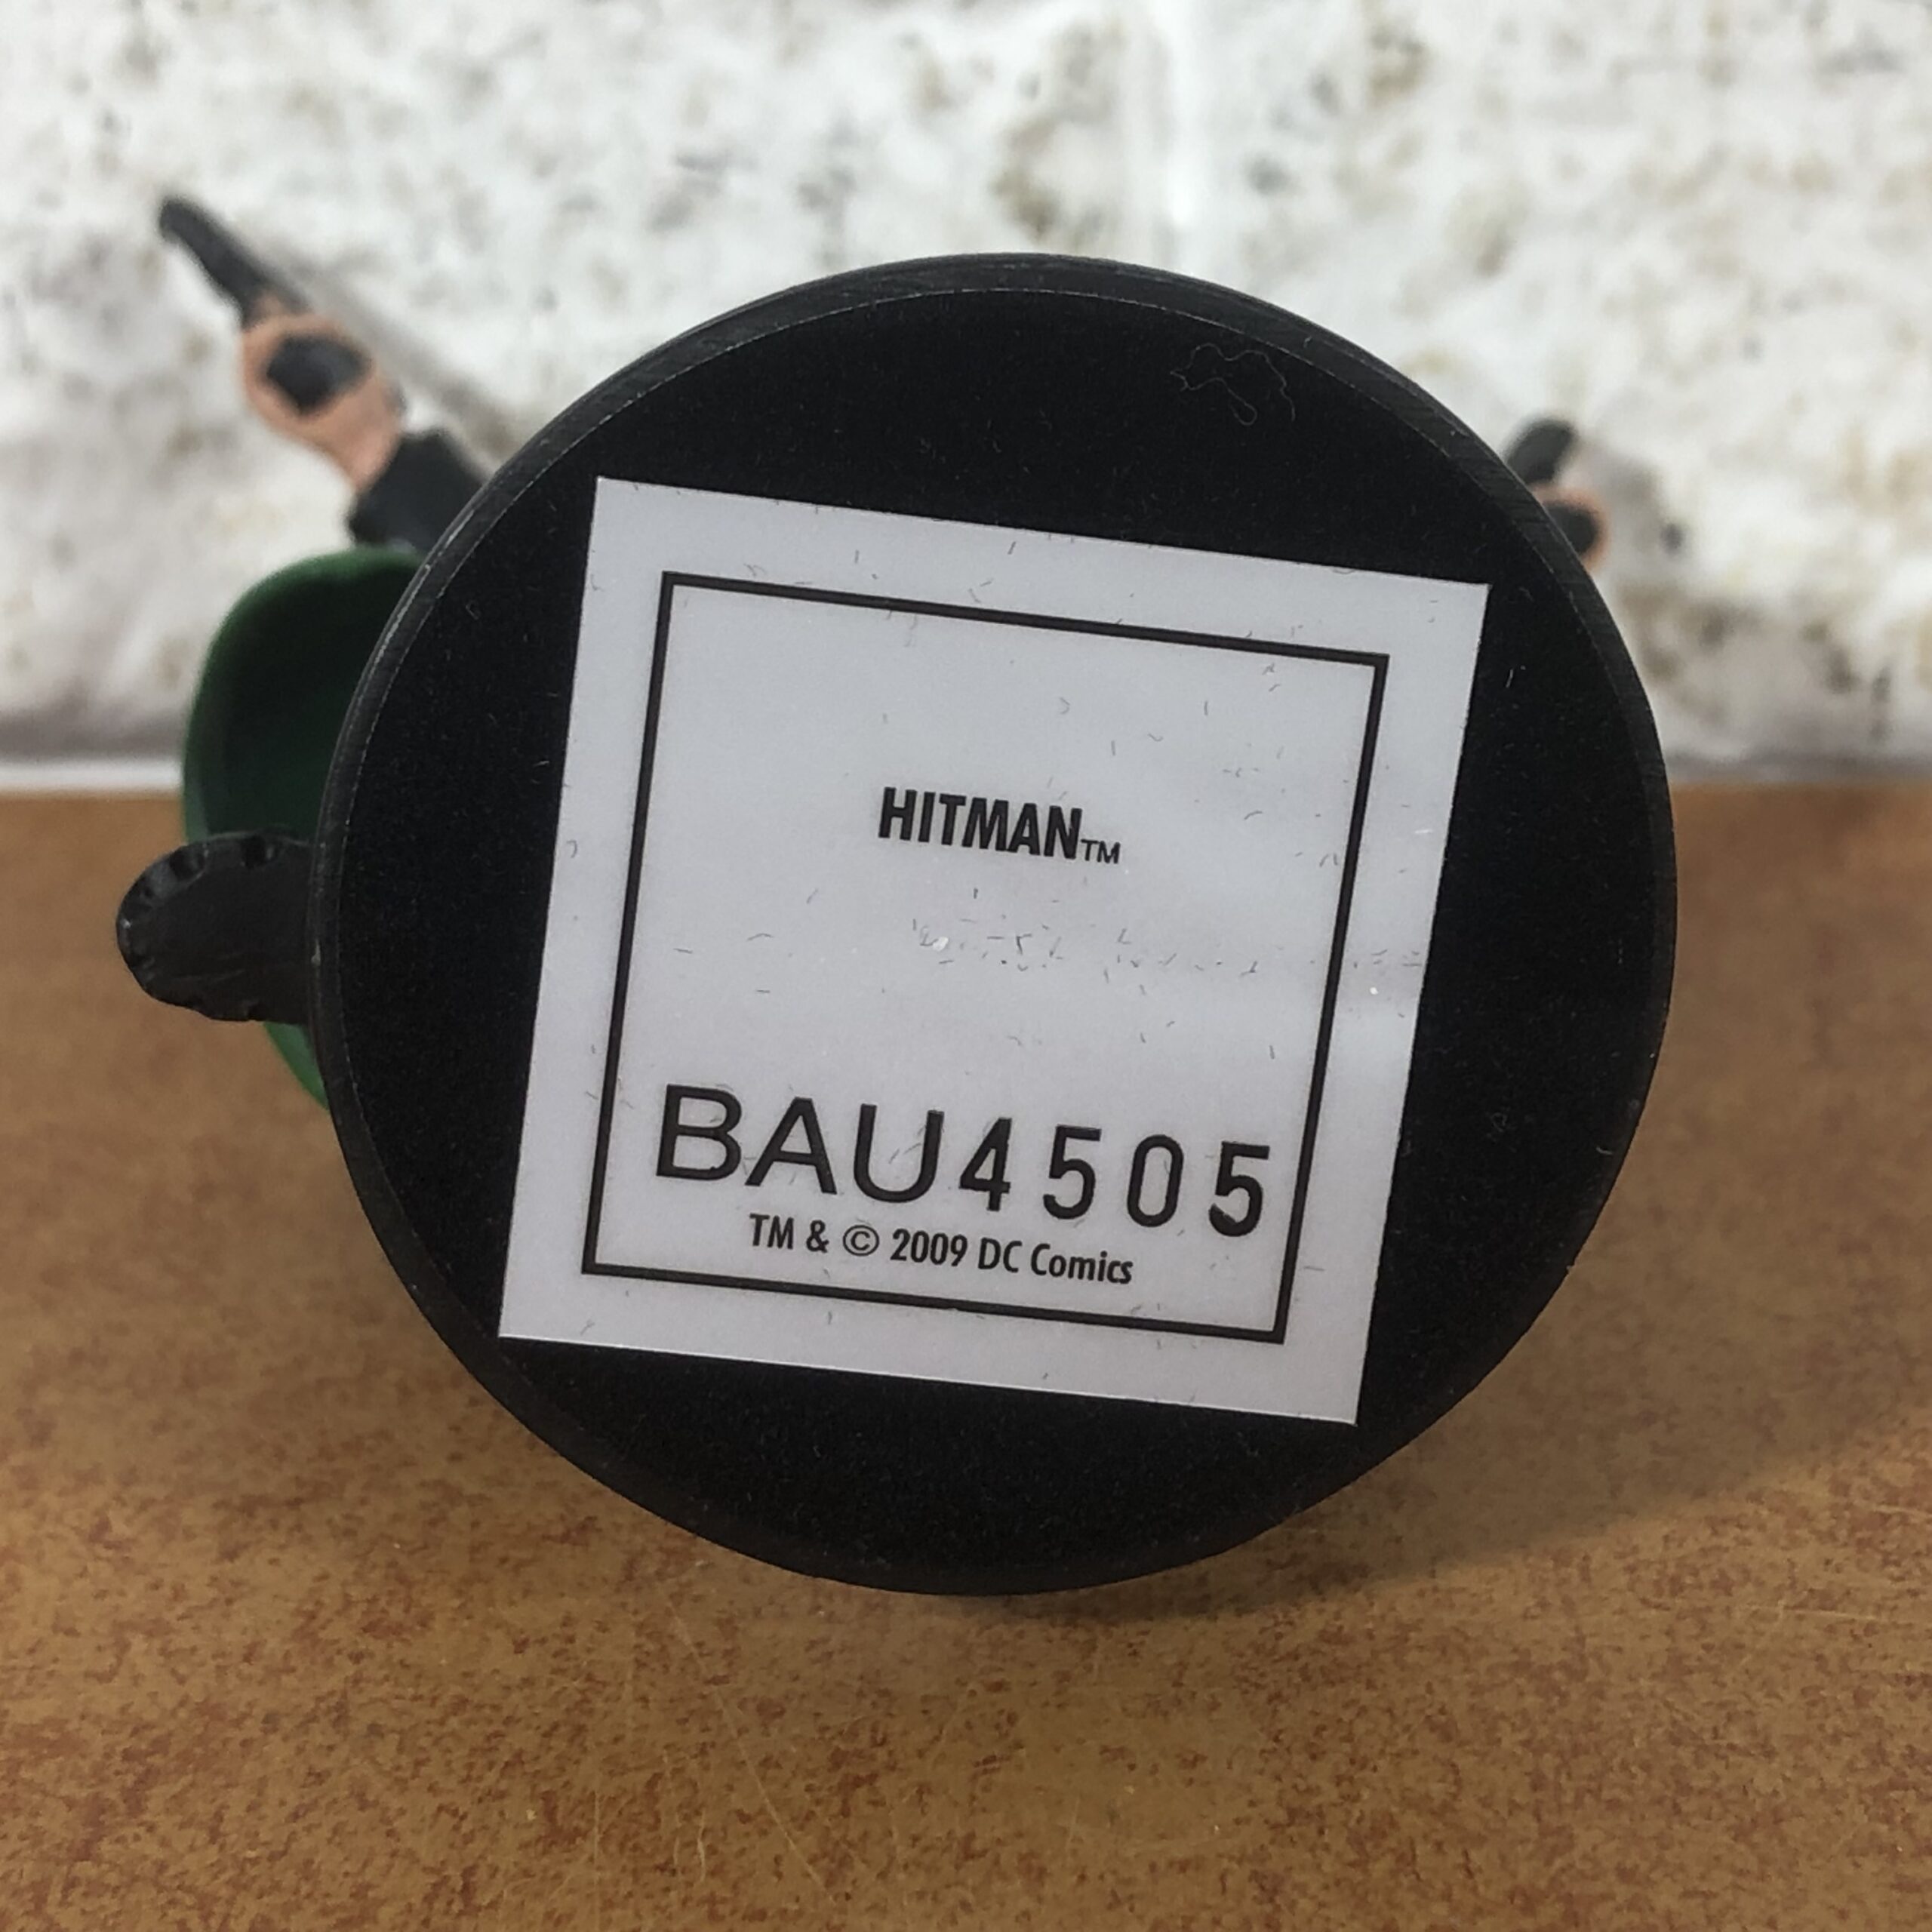 HITMAN™
BAU4505
TM & © 2009 DC Comics